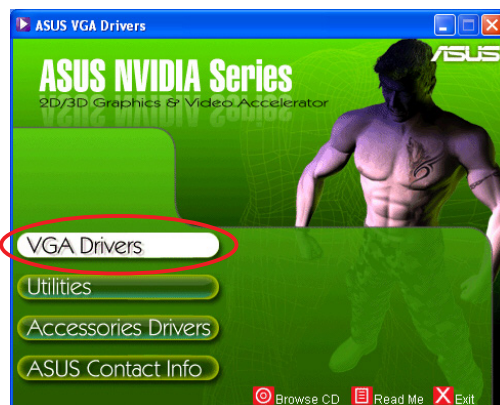 ASUS VGA Drivers
ASUS
ASUS NVIDIA Series
2D/3D Graphics & Video Accelerator
VGA Drivers
Utilities
Accessories Drivers
ASUS Contact Info
Browse CD Read Me Exit